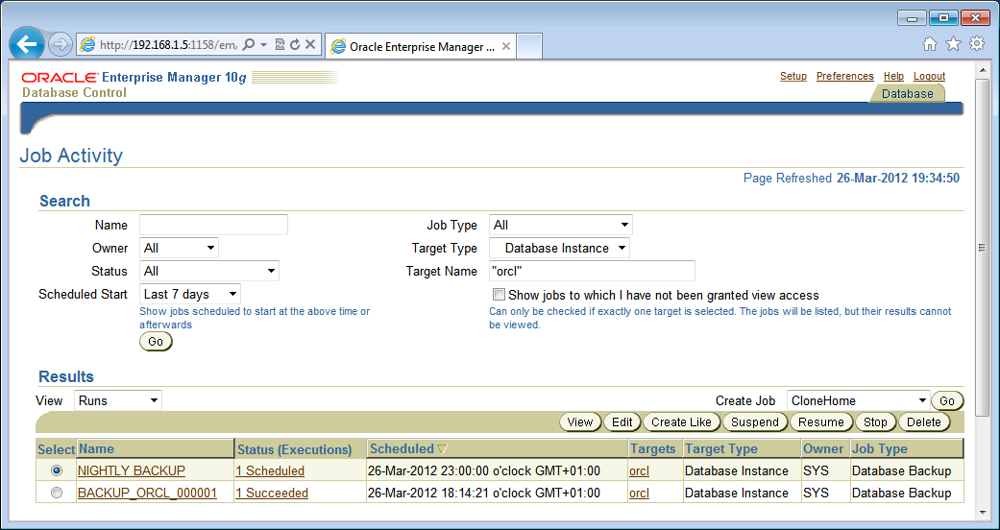 http://192.168.1.5:1158/em,
Oracle Enterprise Manager ...
ORACLE Enterprise Manager 10g
Database Control
Setup Preferences Help Logout
Database
Job Activity
Page Refreshed 26-Mar-2012 19:34:50
Search
Name Job Type All
Owner All Target Type Database Instance
Status All Target Name "orcl"
Scheduled Start Last 7 days Show jobs to which I have not been granted view access
Show jobs scheduled to start at the above time or Can only be checked if exactly one target is selected. The jobs will be listed, but their results cannot
afterwards be viewed.
Go
Results
View Runs Create Job CloneHome Go
View Edit Create Like Suspend Resume Stop Delete
Select Name Status (Executions) Scheduled Targets Target Type Owner Job Type
NIGHTLY BACKUP 1 Scheduled 26-Mar-2012 23:00:00 o'clock GMT+01:00 orcl Database Instance SYS Database Backup
BACKUP_ORCL_000001 1 Succeeded 26-Mar-2012 18:14:21 o'clock GMT+01:00 orcl Database Instance SYS Database Backup